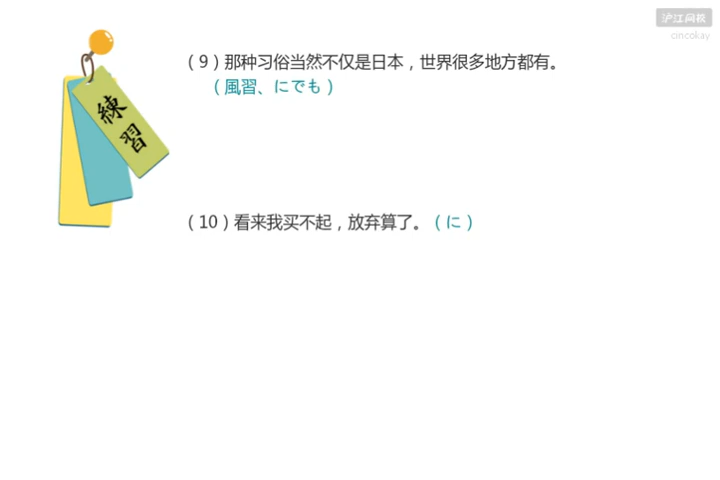 沪江网校
cincokay
練習
（9）那种习俗当然不仅是日本，世界很多地方都有。
（風習、にでも）
（10）看来我买不起，放弃算了。（に）